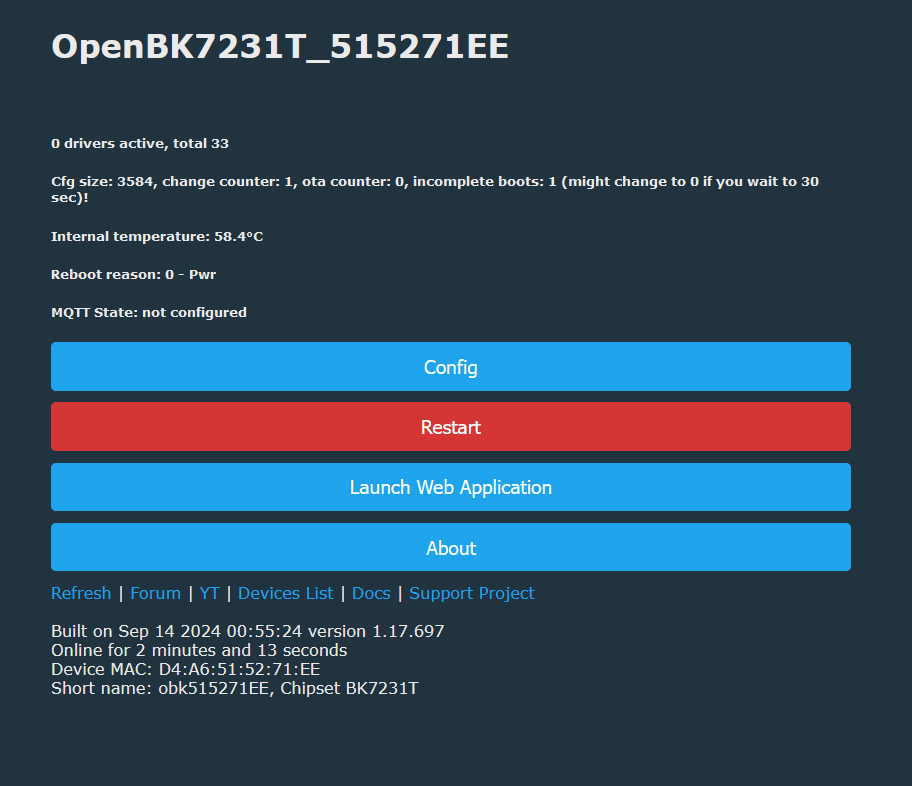 OpenBK7231T_515271EE
0 drivers active, total 33
Cfg size: 3584, change counter: 1, ota counter: 0, incomplete boots: 1 (might change to 0 if you wait to 30
sec)!
Internal temperature: 58.4°C
Reboot reason: 0 - Pwr
MQTT State: not configured
Config
Restart
Launch Web Application
About
Refresh | Forum | YT | Devices List | Docs | Support Project
Built on Sep 14 2024 00:55:24 version 1.17.697
Online for 2 minutes and 13 seconds
Device MAC: D4:A6:51:52:71:EE
Short name: obk515271EE, Chipset BK7231T